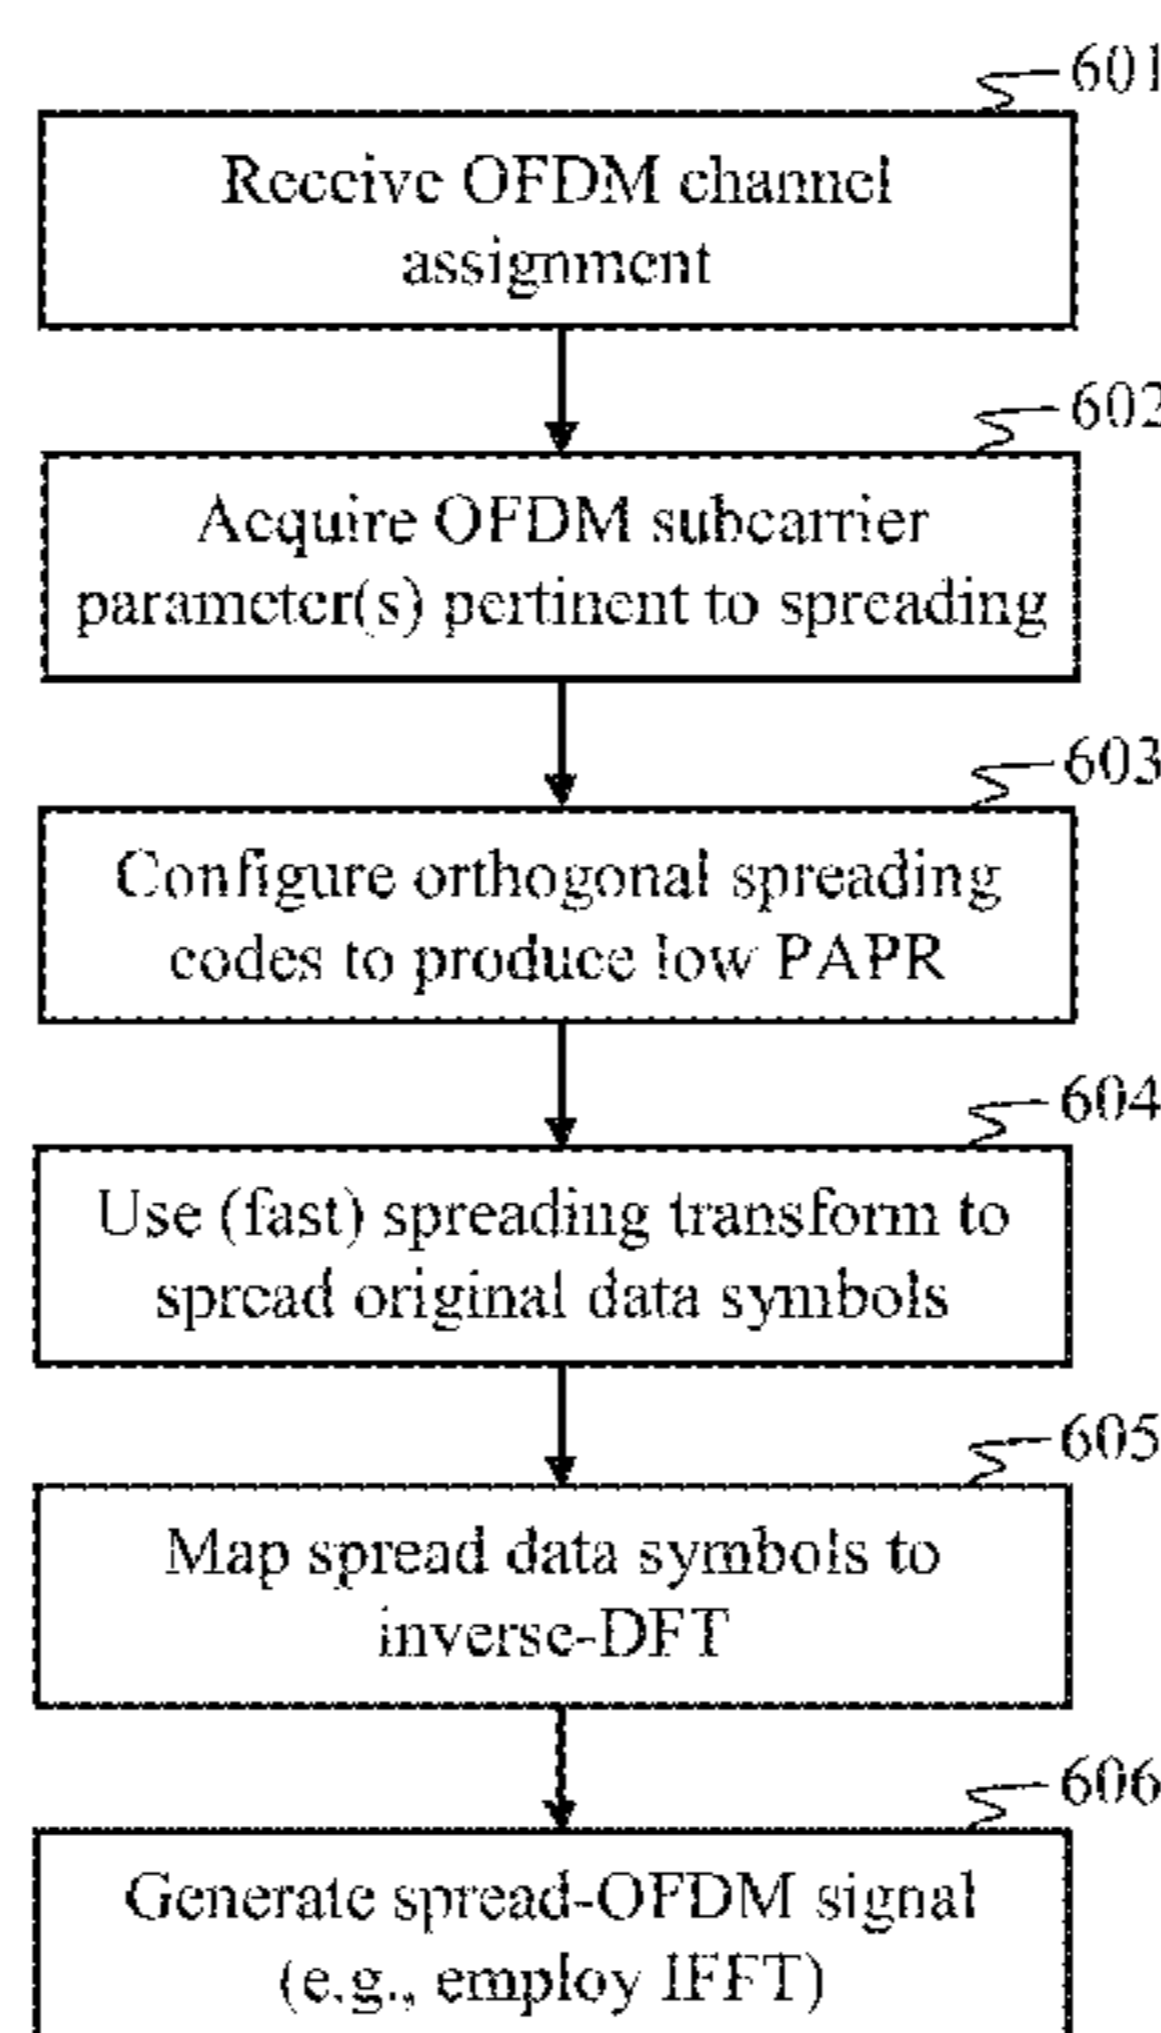 601
Receive OFDM channel
assignment
602
Acquire OFDM subcarrier
parameter(s) pertinent to spreading
603
Configure orthogonal spreading
codes to produce low PAPR
604
Use (fast) spreading transform to
spread original data symbols
605
Map spread data symbols to
inverse-DFT
606
Generate spread-OFDM signal
(e.g., employ IFFT)